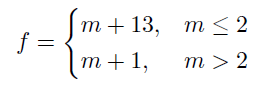 f = { m + 13, m ≤ 2
m + 1, m > 2